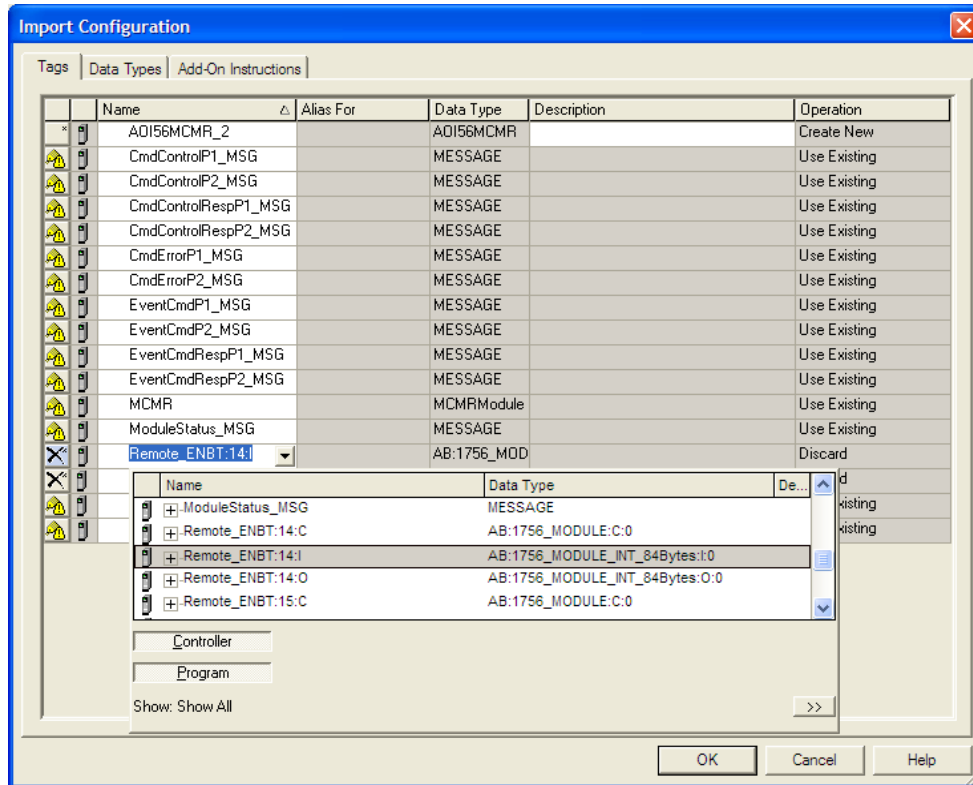 Import Configuration
Tags Data Types Add-On Instructions
Name Alias For Data Type Description Operation
AOI56MCMR_2 AOI56MCMR Create New
CmdControlP1_MSG MESSAGE Use Existing
CmdControlP2_MSG MESSAGE Use Existing
CmdControlRespP1_MSG MESSAGE Use Existing
CmdControlRespP2_MSG MESSAGE Use Existing
CmdErrorP1_MSG MESSAGE Use Existing
CmdErrorP2_MSG MESSAGE Use Existing
EventCmdP1_MSG MESSAGE Use Existing
EventCmdP2_MSG MESSAGE Use Existing
EventCmdRespP1_MSG MESSAGE Use Existing
EventCmdRespP2_MSG MESSAGE Use Existing
MCMR MCMRModule Use Existing
ModuleStatus_MSG MESSAGE Use Existing
Remote_ENBT:14:I AB:1756_MOD Discard
Name Data Type De... d
ModuleStatus_MSG MESSAGE xisting
Remote_ENBT:14:C AB:1756_MODULE:C:0 xisting
Remote_ENBT:14:I AB:1756_MODULE_INT_84Bytes:I:0
Remote_ENBT:14:O AB:1756_MODULE_INT_84Bytes:O:0
Remote_ENBT:15:C AB:1756_MODULE:C:0
Controller
Program
Show: Show All >>
OK Cancel Help